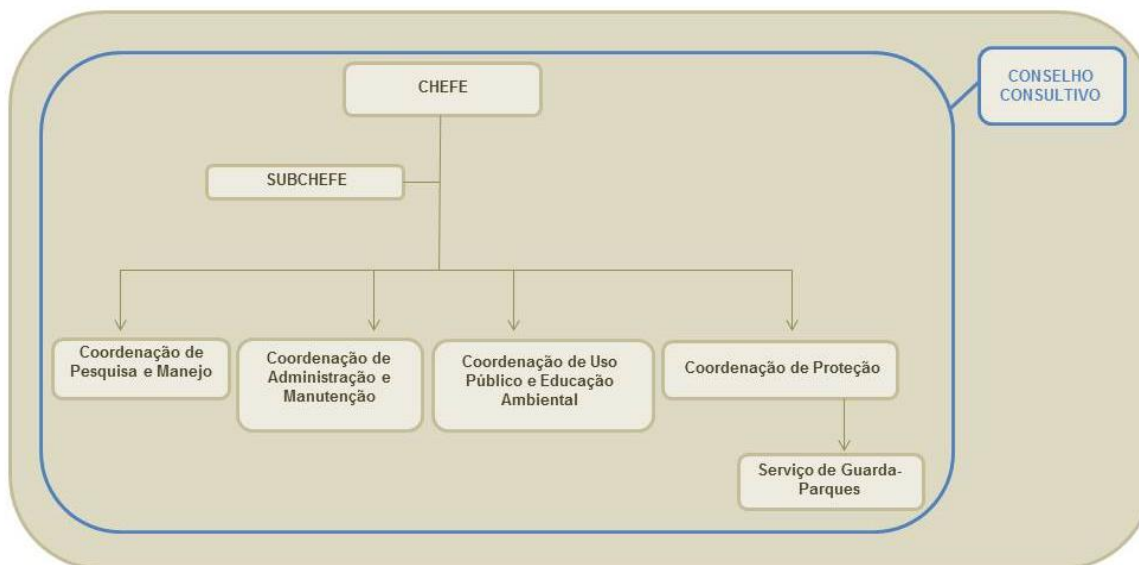 CHEFE
CONSELHO
CONSULTIVO
SUBCHEFE
Coordenação de
Pesquisa e Manejo
Coordenação de
Administração e
Manutenção
Coordenação de Uso
Público e Educação
Ambiental
Coordenação de Proteção
Serviço de Guarda-
Parques